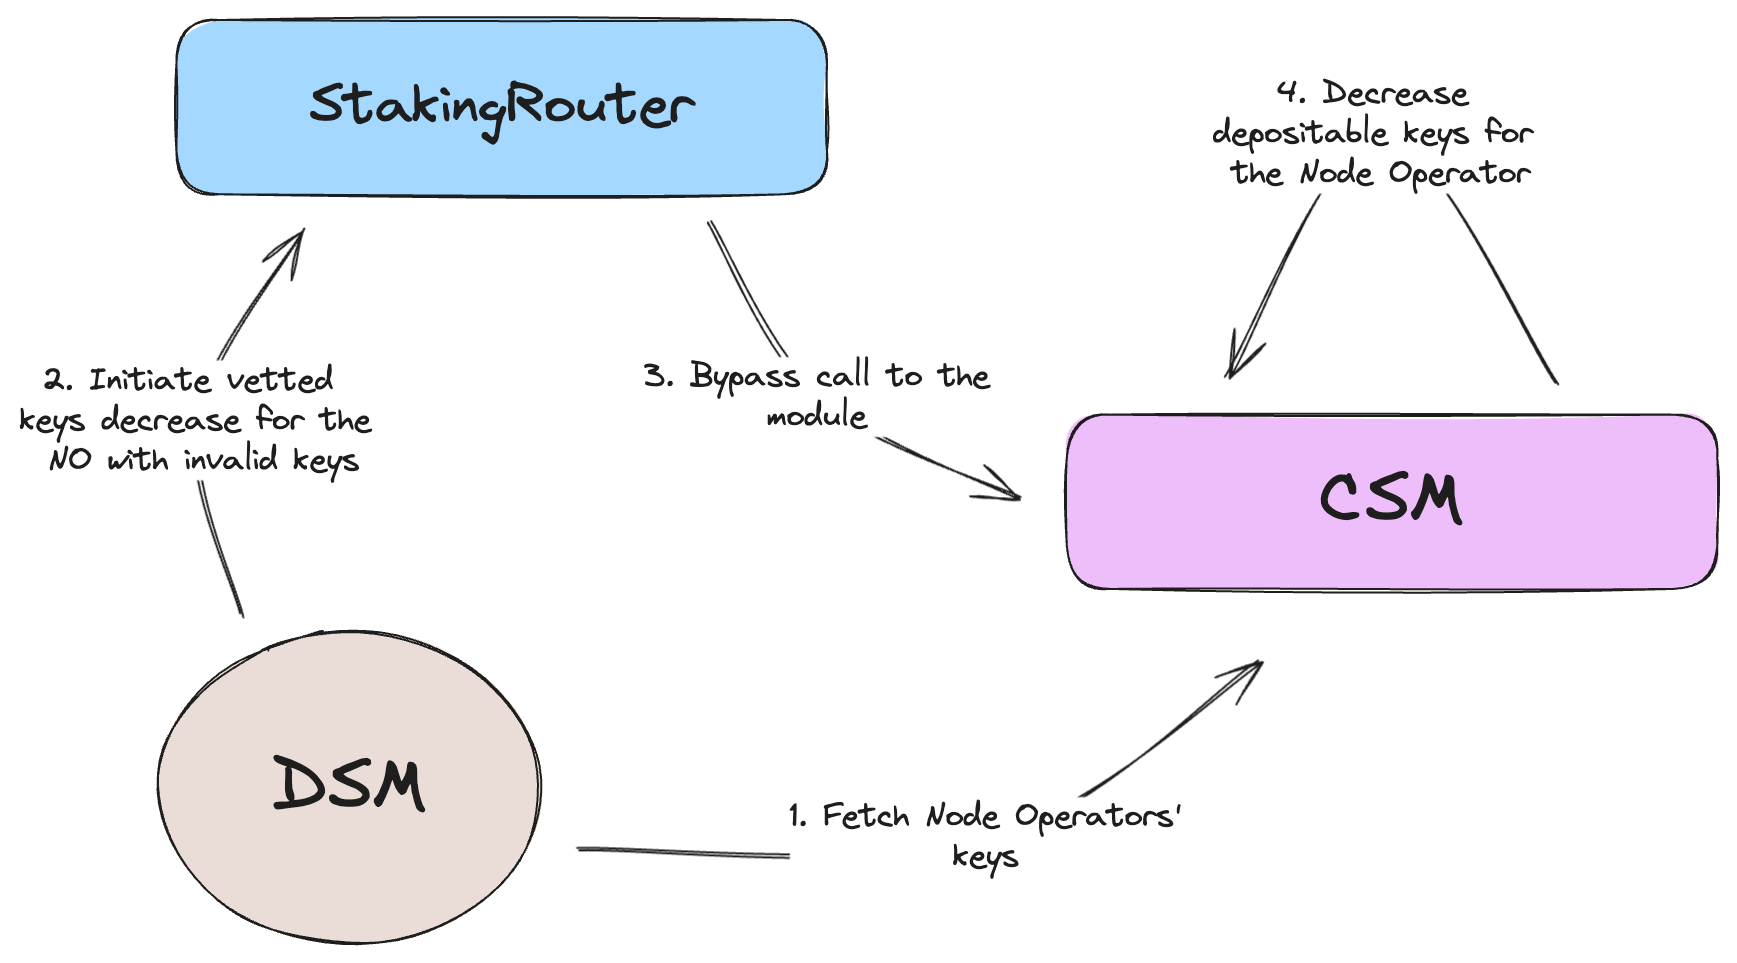 StakingRouter
4. Decrease
depositable keys for
the Node Operator
2. Initiate vetted
keys decrease for the
NO with invalid keys
3. Bypass call to the
module
CSM
DSM
1. Fetch Node Operators'
keys